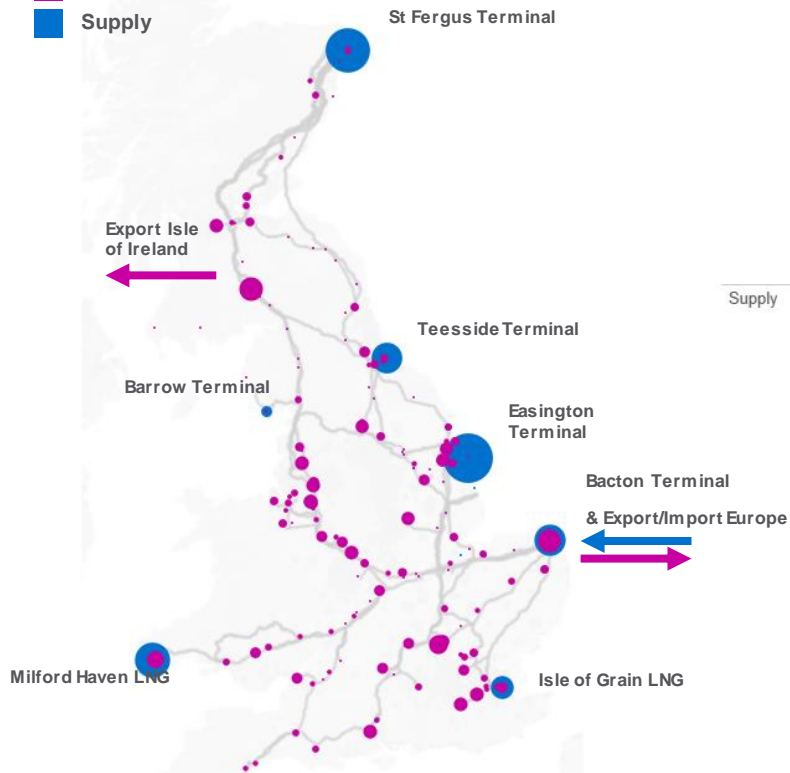 Supply
St Fergus Terminal
Export Isle
of Ireland
Supply
Teesside Terminal
Barrow Terminal
Easington
Terminal
Bacton Terminal
& Export/Import Europe
Milford Haven LNG
Isle of Grain LNG